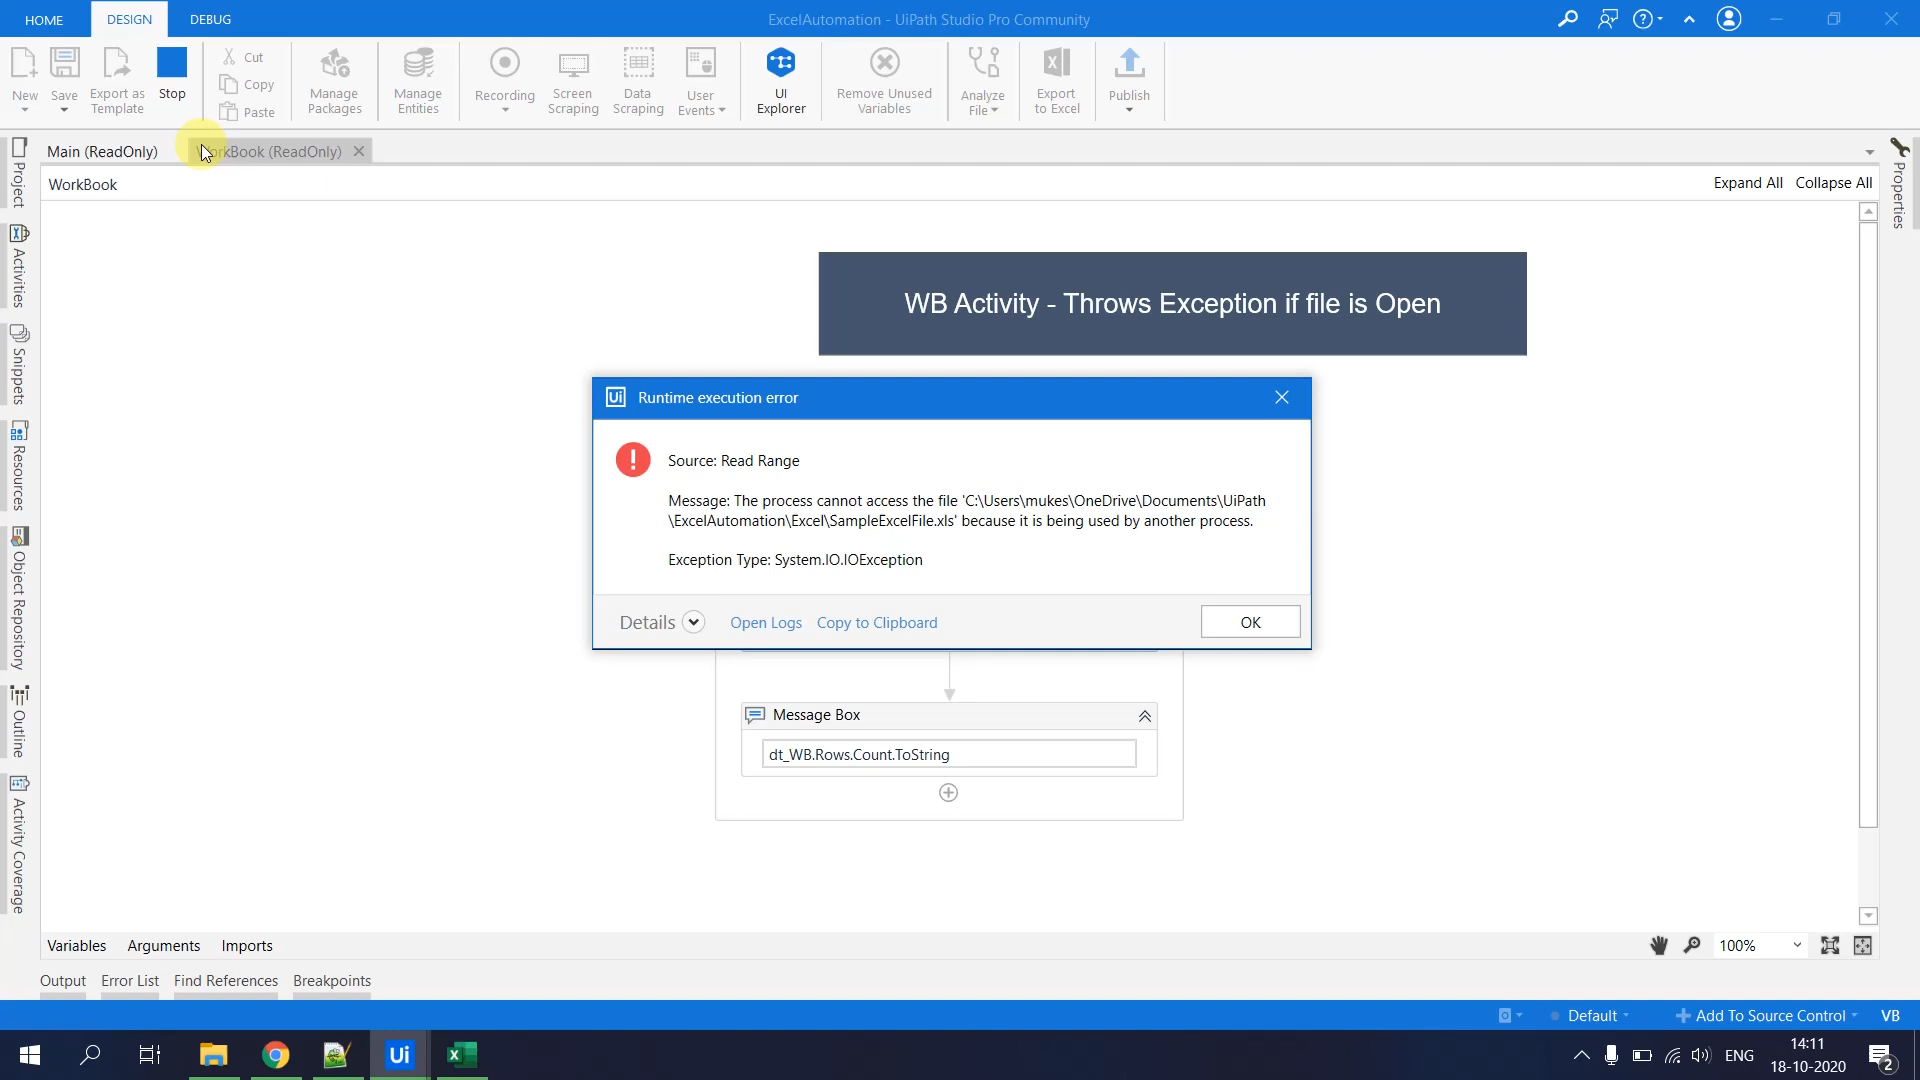 HOME
DESIGN
DEBUG
ExcelAutomation - UiPath Studio Pro Community
New
Save
Export as
Template
Stop
Cut
Copy
Paste
Manage
Packages
Manage
Entities
Recording
Screen
Scraping
Data
Scraping
User
Events
UI
Explorer
Remove Unused
Variables
Analyze
File
Export
to Excel
Publish
Main (ReadOnly)
WorkBook (ReadOnly)
WorkBook
Expand All
Collapse All
Project
Activities
Snippets
Resources
Object Repository
Outline
Activity Coverage
Properties
WB Activity - Throws Exception if file is Open
Ui
Runtime execution error
Source: Read Range
Message: The process cannot access the file 'C:\Users\mukes\OneDrive\Documents\UiPath
\ExcelAutomation\Excel\SampleExcelFile.xls' because it is being used by another process.
Exception Type: System.IO.IOException
Details
Open Logs
Copy to Clipboard
OK
Message Box
dt_WB.Rows.Count.ToString
Variables
Arguments
Imports
100%
Output
Error List
Find References
Breakpoints
0
Default
Add To Source Control
VB
Ui
ENG
14:11
18-10-2020
2